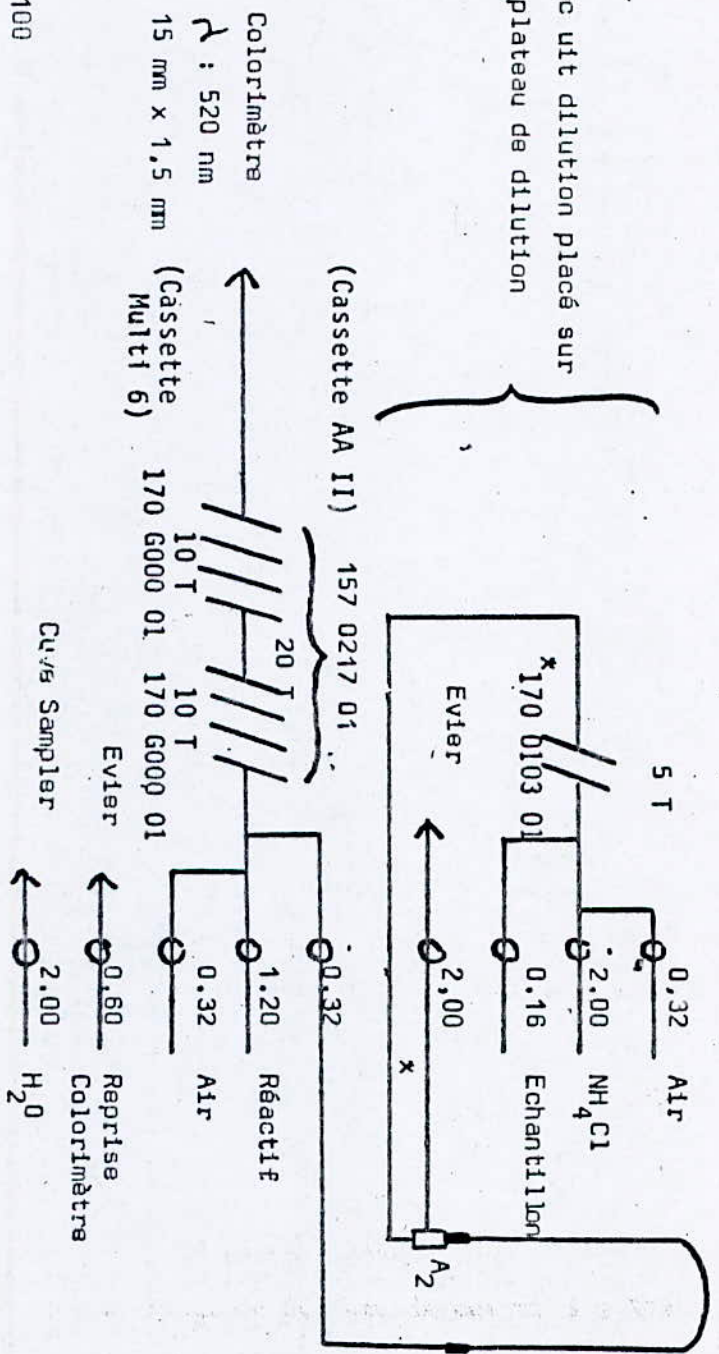 c uit dilution placé sur
plateau de dilution
5 T
*170 0103 01
0,32 Air
2.00 NH4Cl
0.16 Echantillon
Evier
2,00
x
A2
(Cassette AA II) 157 0217 01
0,32
20 T
10 T 10 T
Colorimètre
λ : 520 nm
15 mm x 1,5 nm
(Cassette
Multi 6)
170 G000 01 170 G000 01
1.20 Réactif
0.32 Air
Evier
0,60 Reprise
Colorimètre
Cuve Sampler
2.00 H2O
100